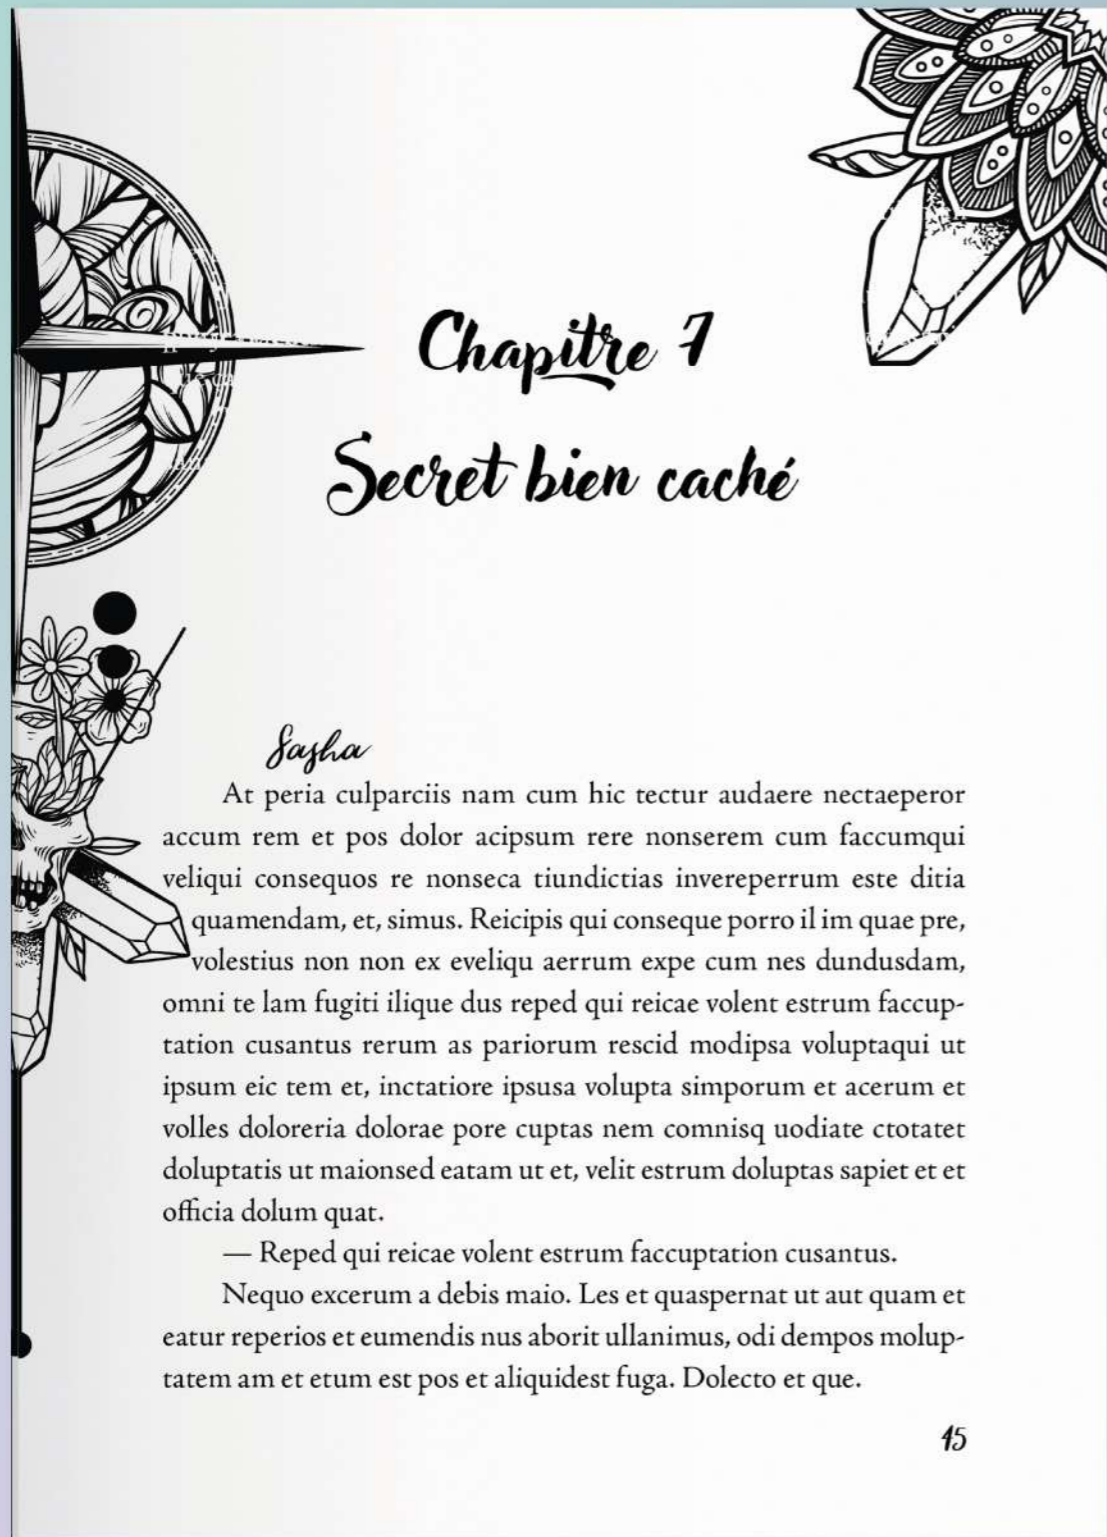 Chapitre 7
Secret bien caché
Sasha
At peria culparciis nam cum hic tectur audaere nectaeperor
accum rem et pos dolor acipsum rere nonserem cum faccumqui
veliqui consequos re nonseca tiundictias invereperrum este ditia
quamendam, et, simus. Reicipis qui conseque porro il im quae pre,
volestius non non ex eveliqu aerrum expe cum nes dundusdam,
omni te lam fugiti ilique dus reped qui reicae volent estrum faccup-
tation cusantus rerum as pariorum rescid modipsa voluptaqui ut
ipsum eic tem et, inctatiore ipsusa volupta simporum et acerum et
volles doloreria dolorae pore cuptas nem comnisq uodiate ctotatet
doluptatis ut maionsed eatam ut et, velit estrum doluptas sapiet et et
officia dolum quat.
— Reped qui reicae volent estrum faccuptation cusantus.
Nequo excerum a debis maio. Les et quaspernat ut aut quam et
eatur reperios et eumendis nus aborit ullanimus, odi dempos molup-
tatem am et etum est pos et aliquidest fuga. Dolecto et que.
45